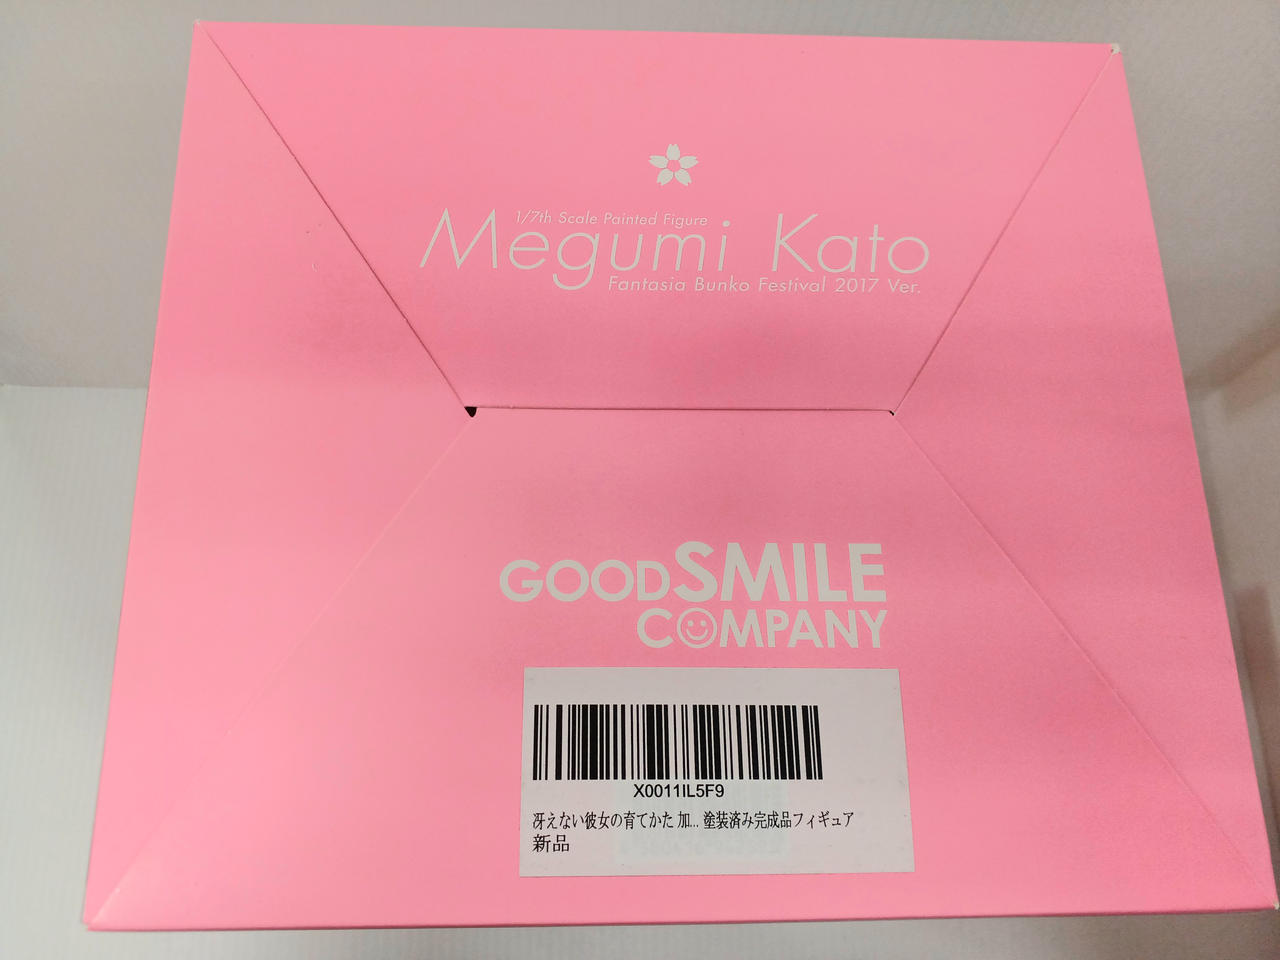 1/7th Scale Painted Figure
Megumi Kato
Fantasia Bunko Festival 2017 Ver.
GOOD SMILE
COMPANY
X0011IL5F9
冴えない彼女の育てかた 加... 塗装済み完成品フィギュア
新品